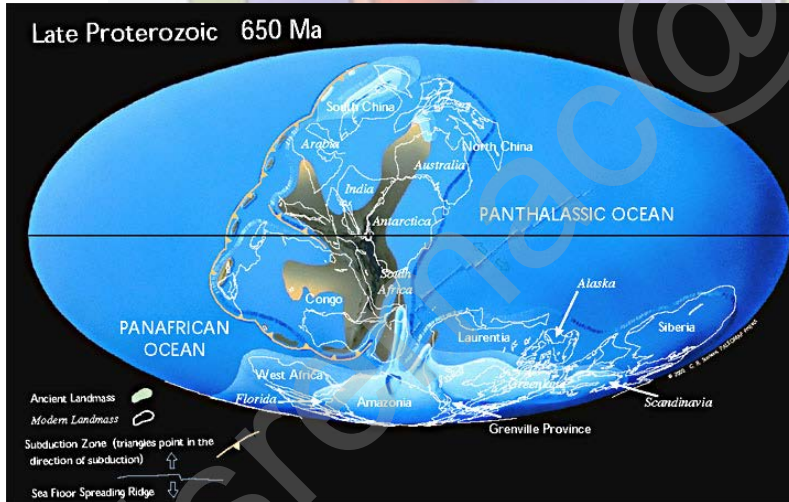 Late Proterozoic 650 Ma
South China
Arabia
North China
Australia
India
Antarctica
PANTHALASSIC OCEAN
South
Africa
Congo
Alaska
PANAFRICAN
OCEAN
Laurentia
Siberia
West Africa
Greenland
Florida
Amazonia
Scandinavia
Grenville Province
Ancient Landmass
Modern Landmass
Subduction Zone (triangles point in the
direction of subduction)
Sea Floor Spreading Ridge